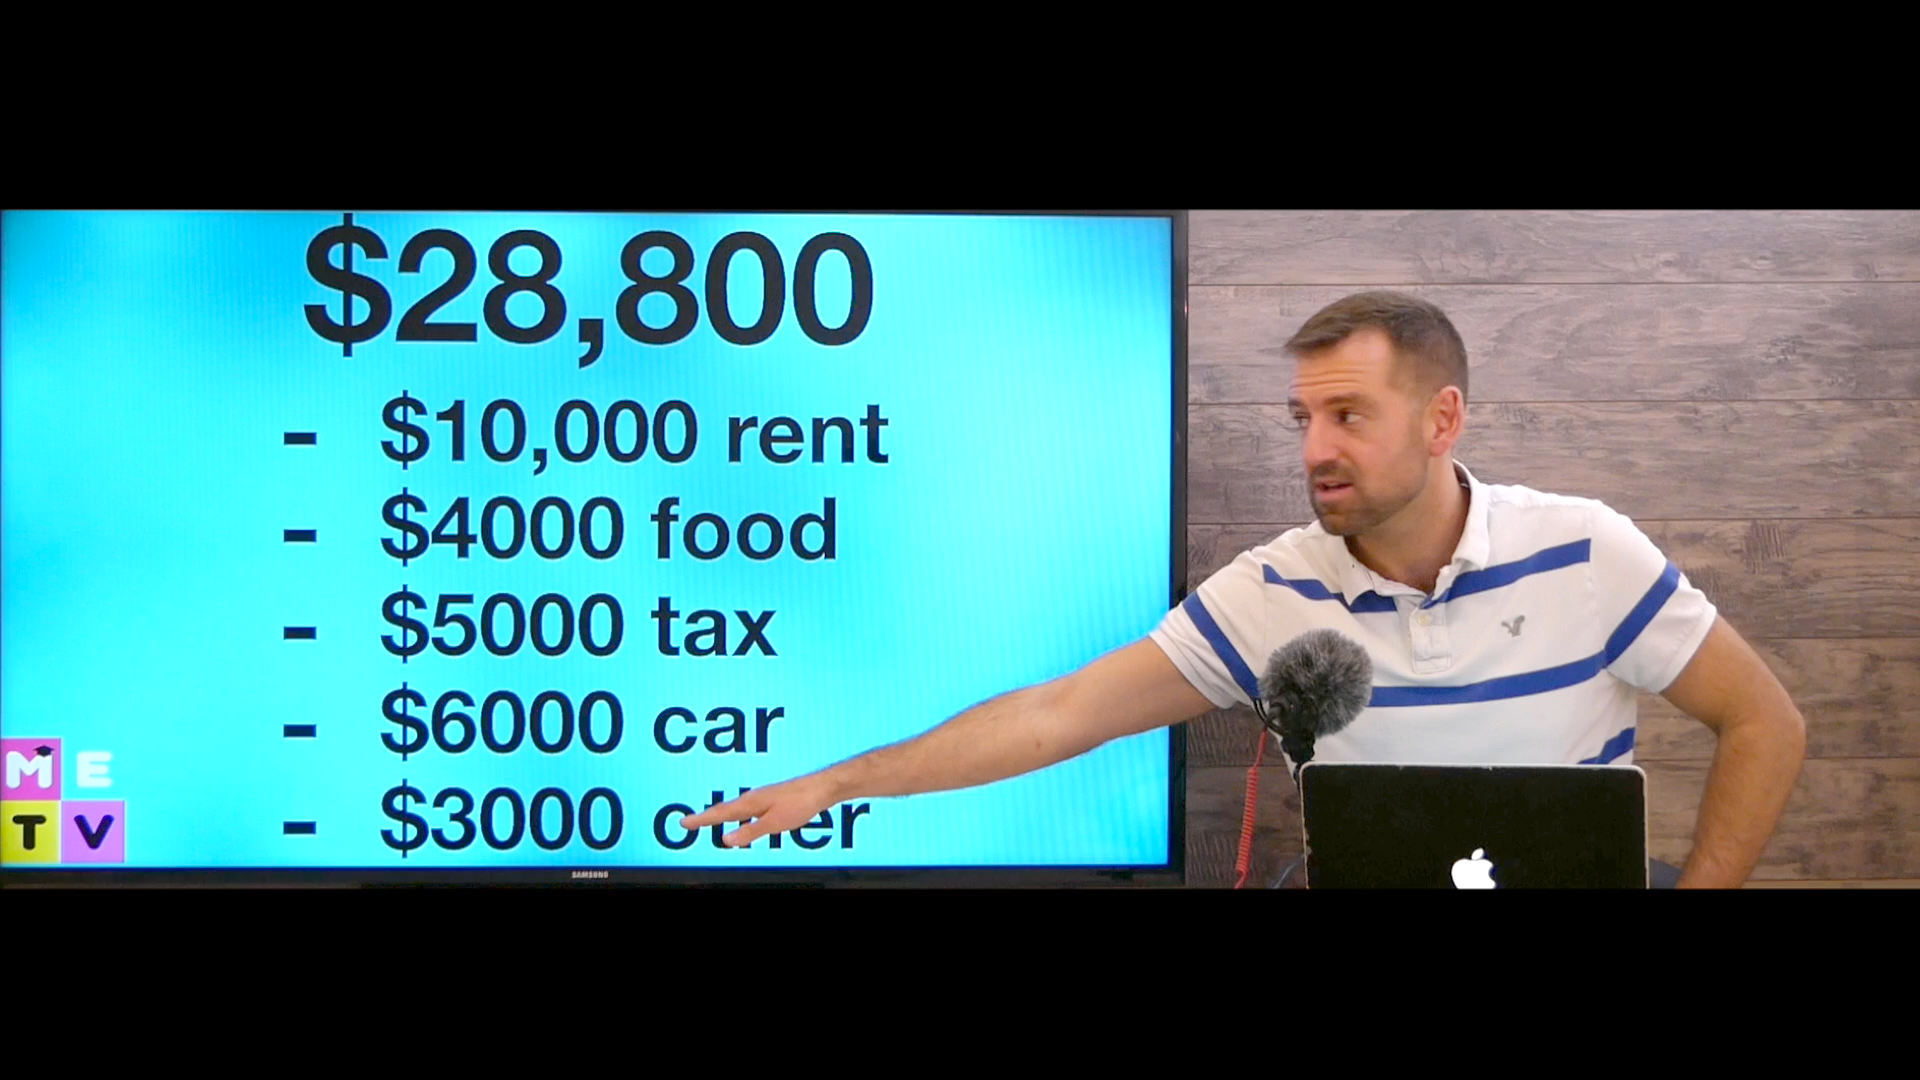 $28,800
- $10,000 rent
- $4000 food
- $5000 tax
- $6000 car
- $3000 other
M E
T V
SAMSUNG